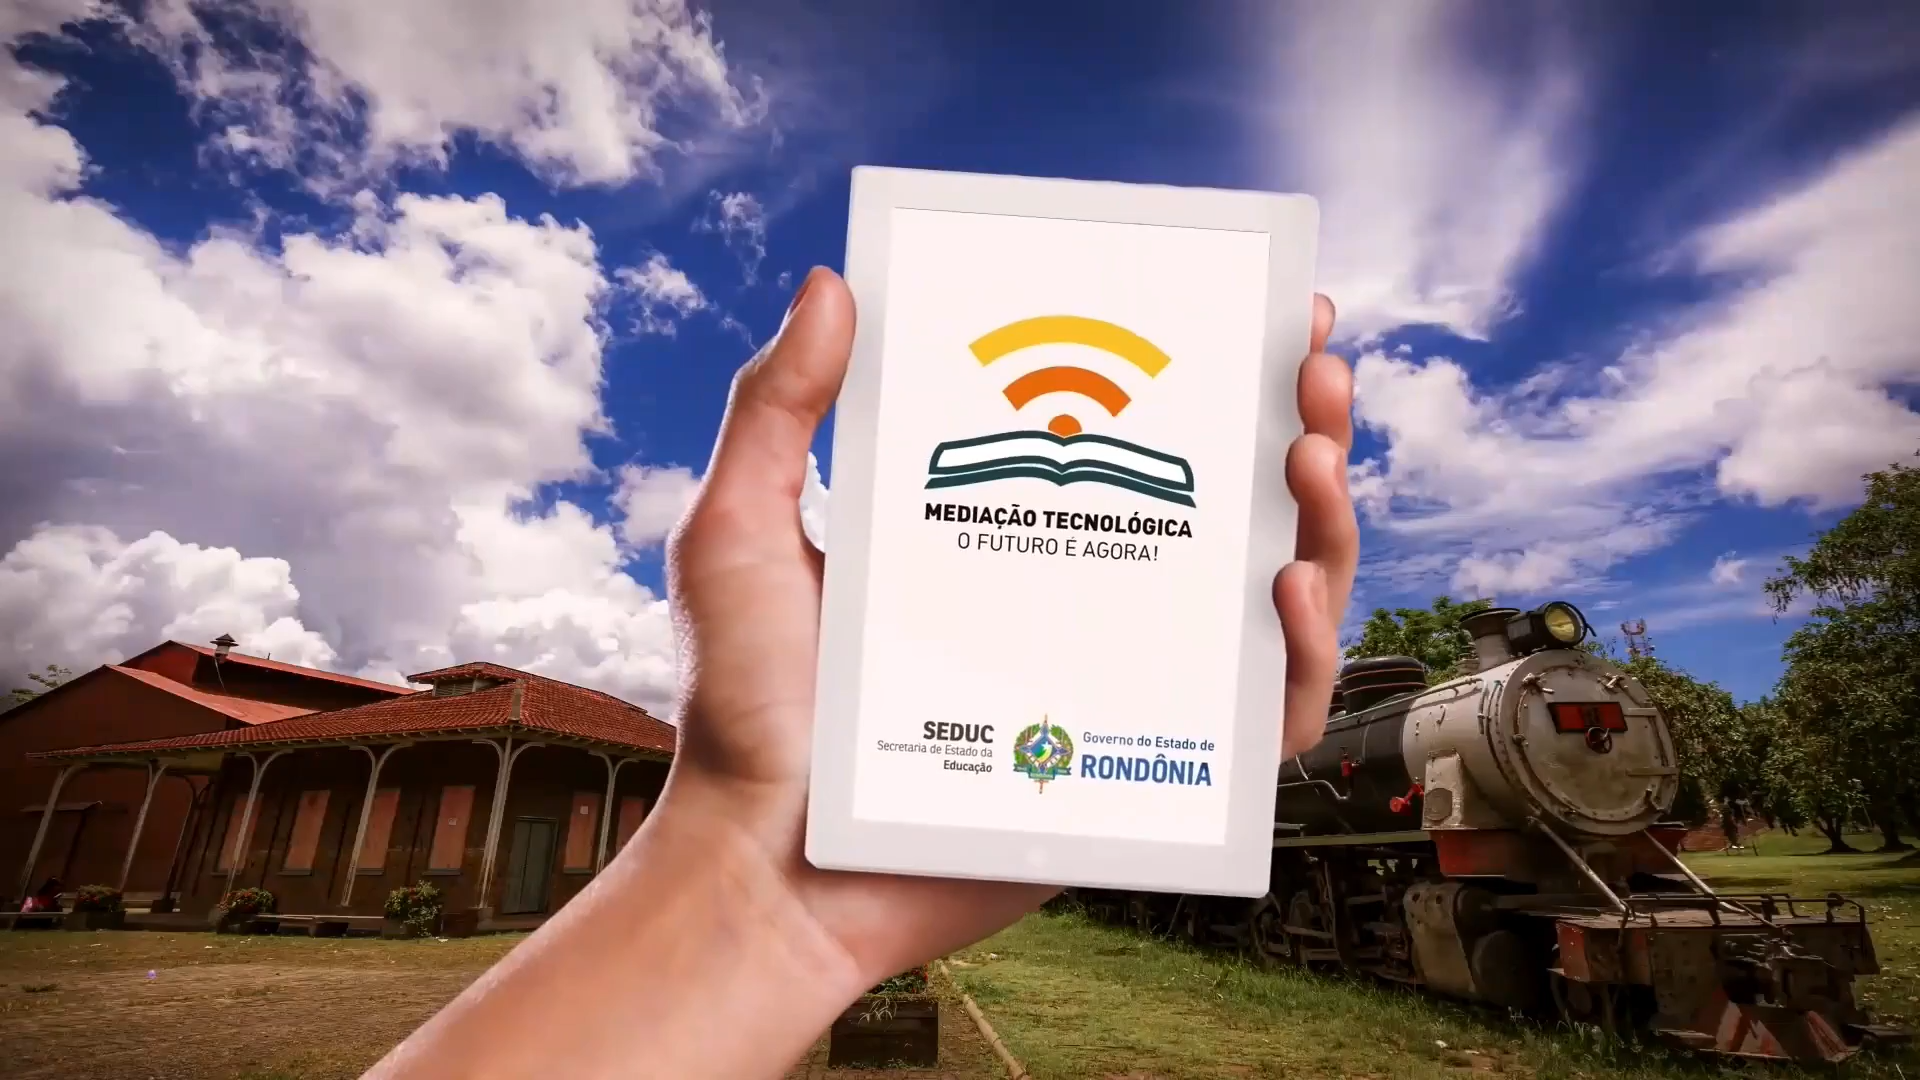 MEDIAÇÃO TECNOLÓGICA
O FUTURO É AGORA!
SEDUC
Secretaria de Estado da
Educação
Governo do Estado de
RONDÔNIA